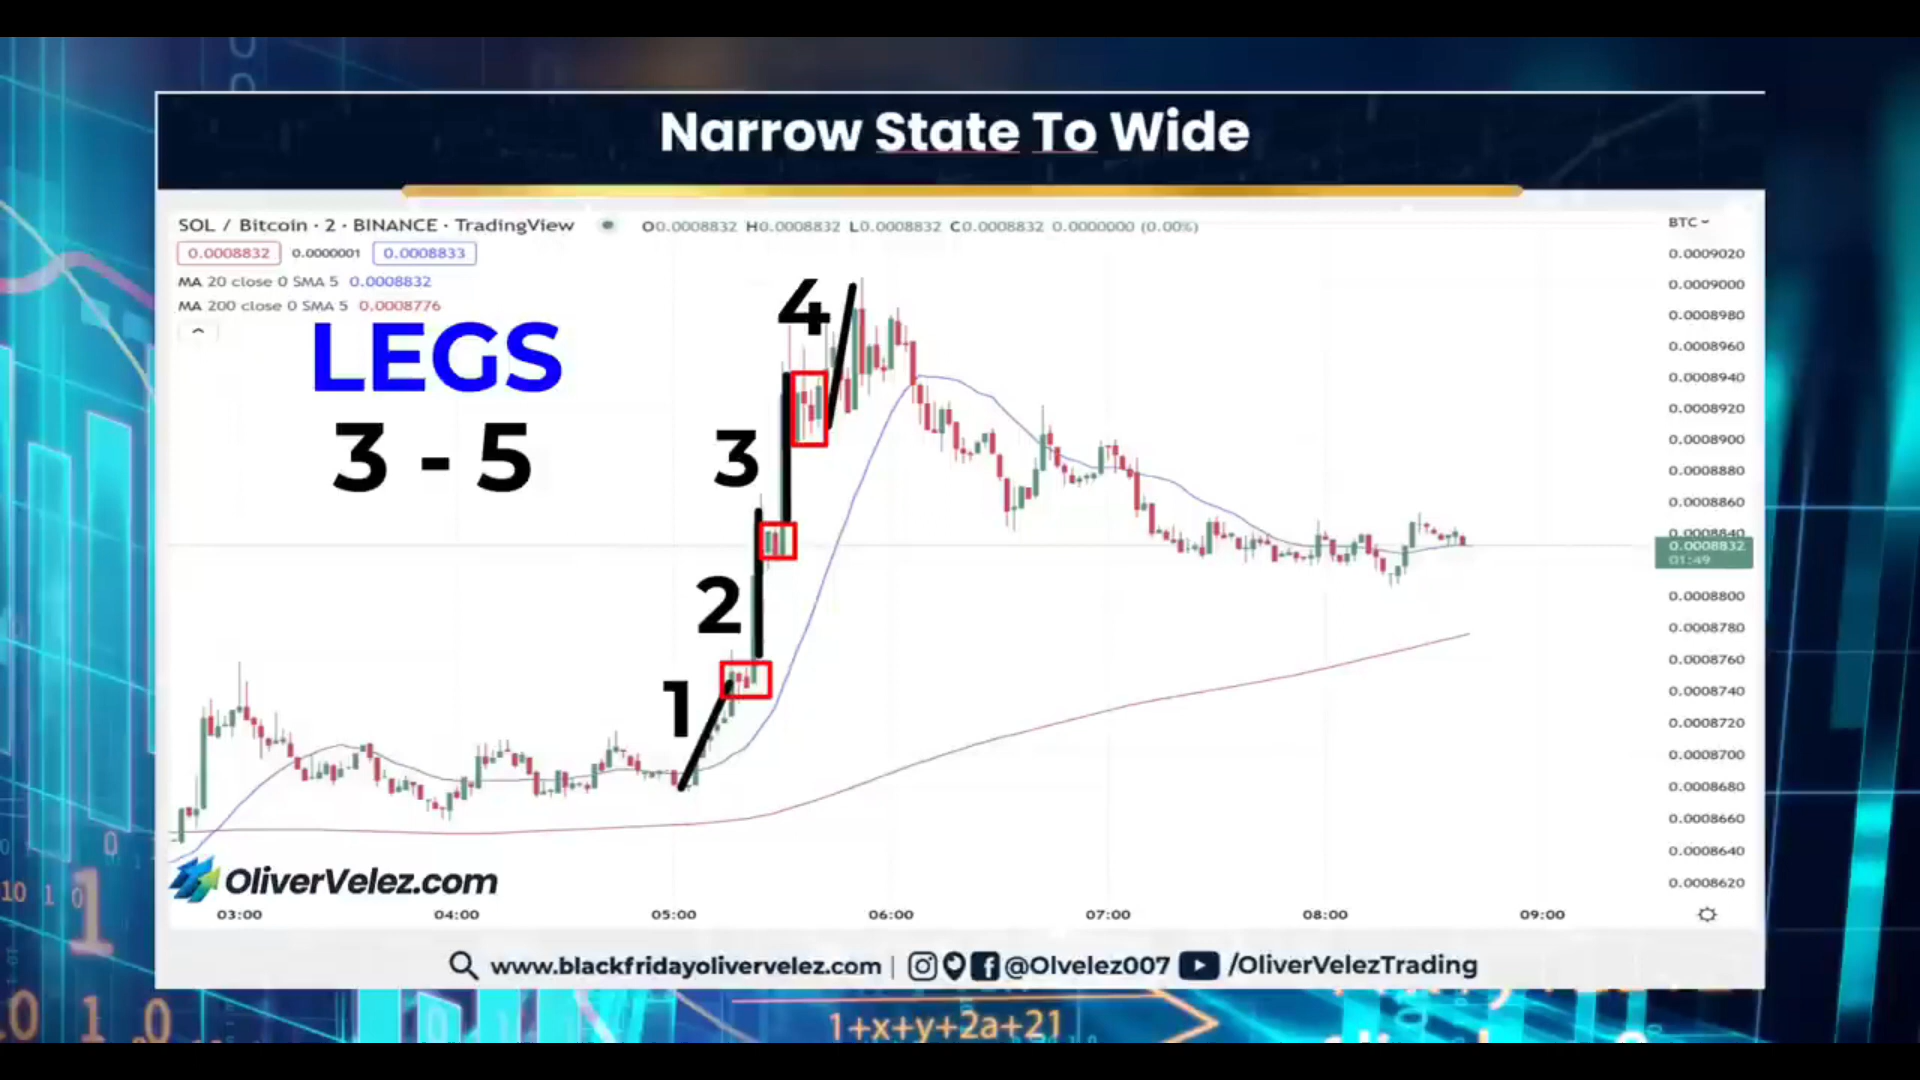 Narrow State To Wide
SOL / Bitcoin · 2 · BINANCE · TradingView O0.0008832 H0.0008832 L0.0008832 C0.0008832 0.0000000 (0.00%)
BTC
0.0008832 0.0000001 0.0008833
MA 20 close 0 SMA 5 0.0008832
MA 200 close 0 SMA 5 0.0008776
LEGS
3 - 5
4
3
2
1
0.0009020
0.0009000
0.0008980
0.0008960
0.0008940
0.0008920
0.0008900
0.0008880
0.0008860
0.0008840
0.0008832
01:49
0.0008800
0.0008780
0.0008760
0.0008740
0.0008720
0.0008700
0.0008680
0.0008660
0.0008640
0.0008620
OliverVelez.com
03:00 04:00 05:00 06:00 07:00 08:00 09:00
www.blackfridayolivervelez.com | @Olvelez007 /OliverVelezTrading
1+x+y+2a+21